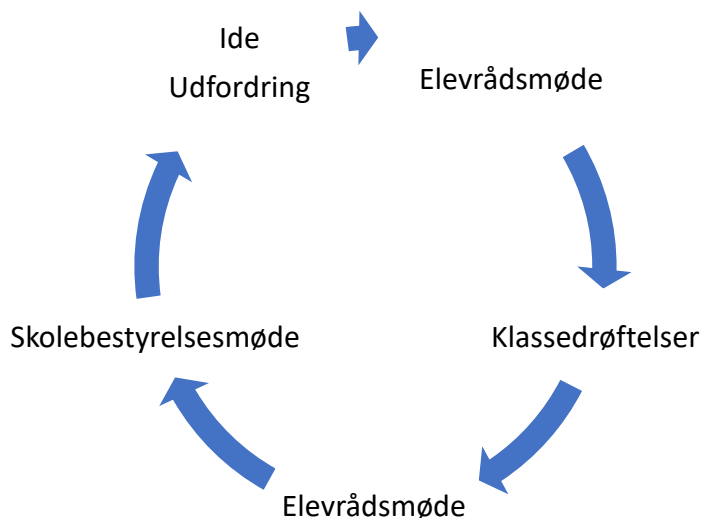 Ide
Udfordring
Elevrådsmøde
Klassedrøftelser
Elevrådsmøde
Skolebestyrelsesmøde